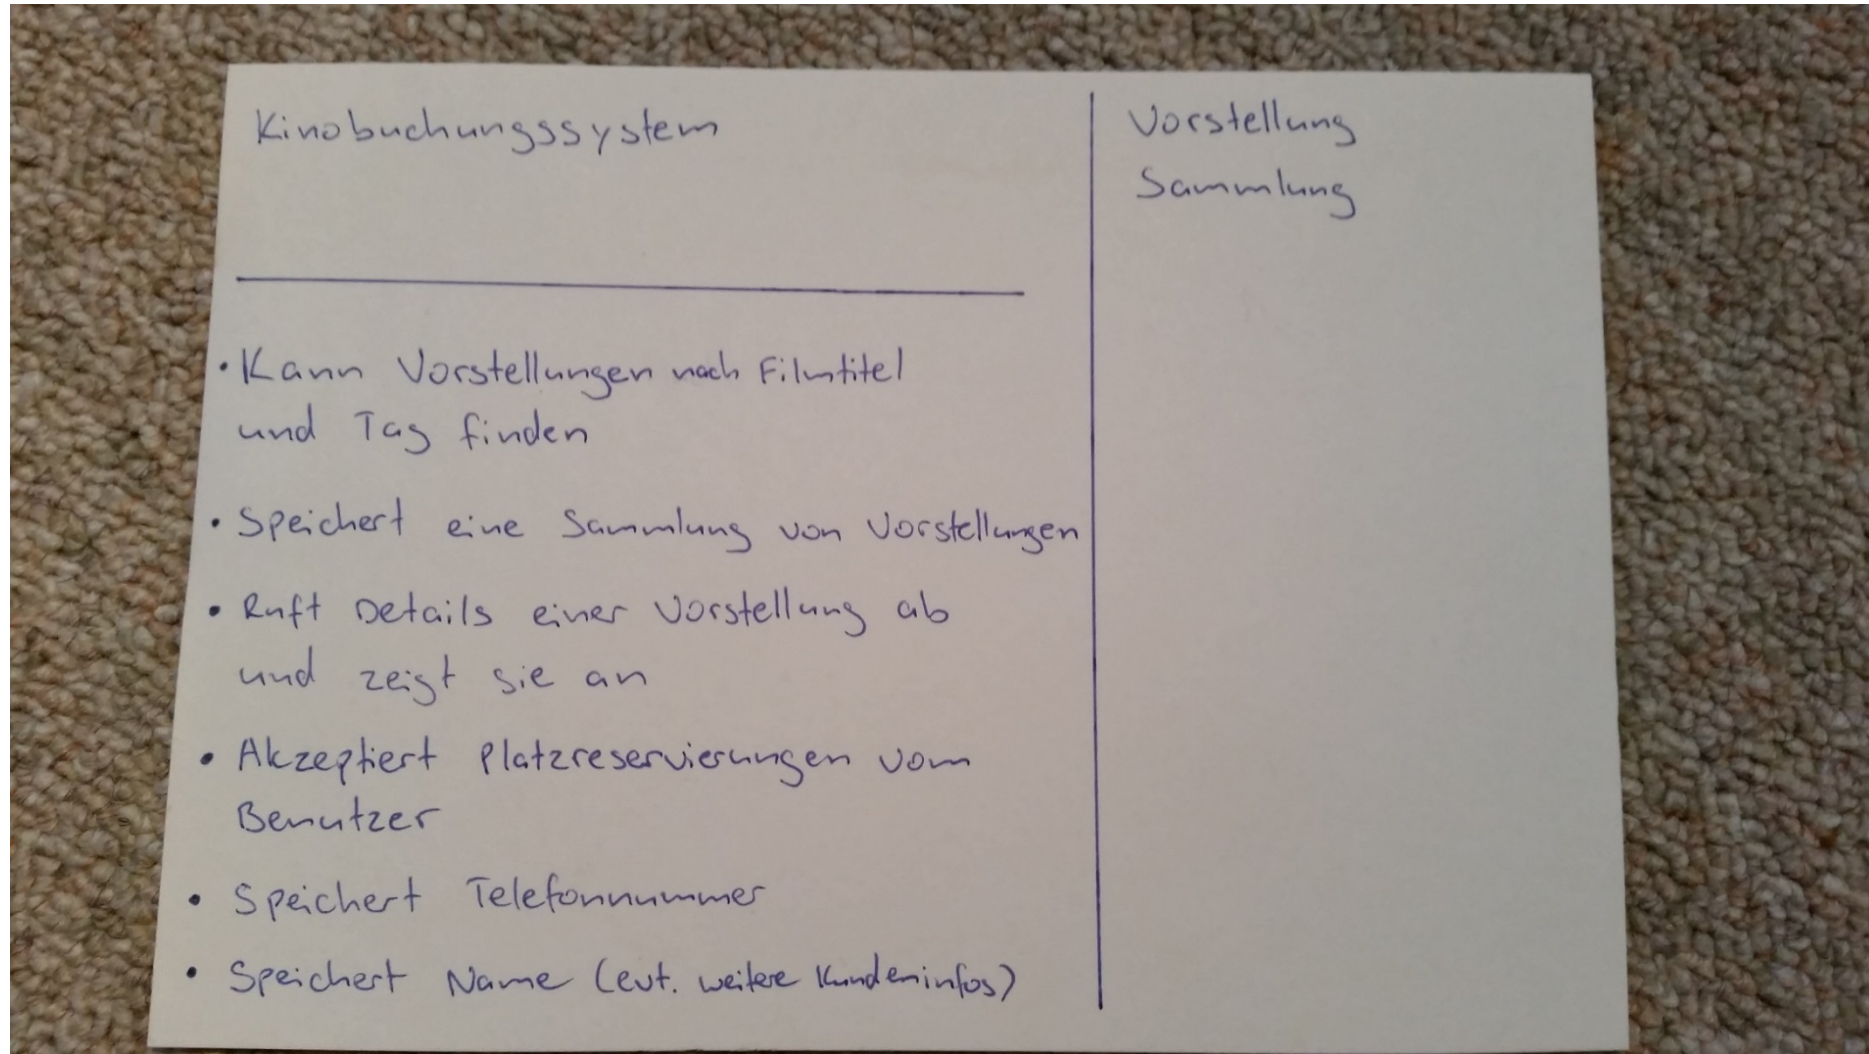 Kinobuchungssystem
• Kann Vorstellungen nach Filmtitel
und Tag finden
• Speichert eine Sammlung von Vorstellungen
• Ruft Details einer Vorstellung ab
und zeigt sie an
• Akzeptiert Platzreservierungen vom
Benutzer
• Speichert Telefonnummer
• Speichert Name (evt. weitere Kundeninfos)
Vorstellung
Sammlung